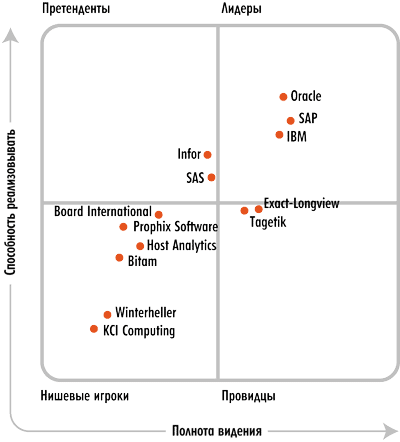 Претенденты
Лидеры
Oracle
SAP
IBM
Infor
SAS
Exact-Longview
Board International
Tagetik
Prophix Software
Host Analytics
Bitam
Winterheller
KCI Computing
Способность реализовывать
Нишевые игроки
Провидцы
Полнота видения